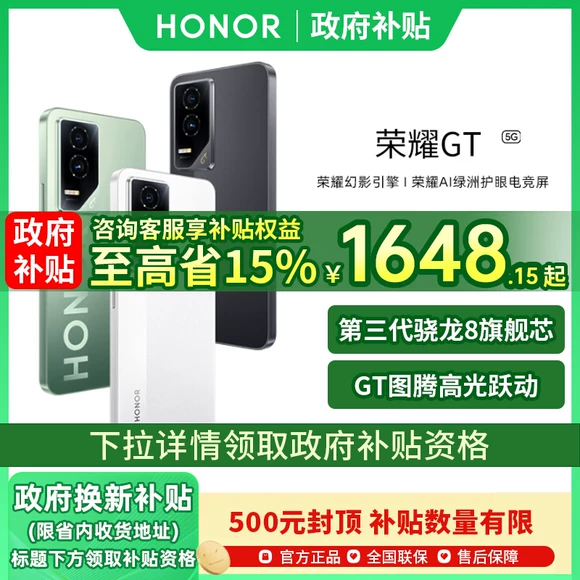 HONOR | 政府补贴
荣耀GT 5G
荣耀幻影引擎 | 荣耀AI绿洲护眼电竞屏
政府
补贴
咨询客服享补贴权益
至高省15% ¥1648.15起
第三代骁龙8旗舰芯
GT图腾高光跃动
HONOR
HONOR
下拉详情领取政府补贴资格
政府换新补贴
(限省内收货地址)
标题下方领取补贴资格
500元封顶 补贴数量有限
官方正品 全国联保 售后保障